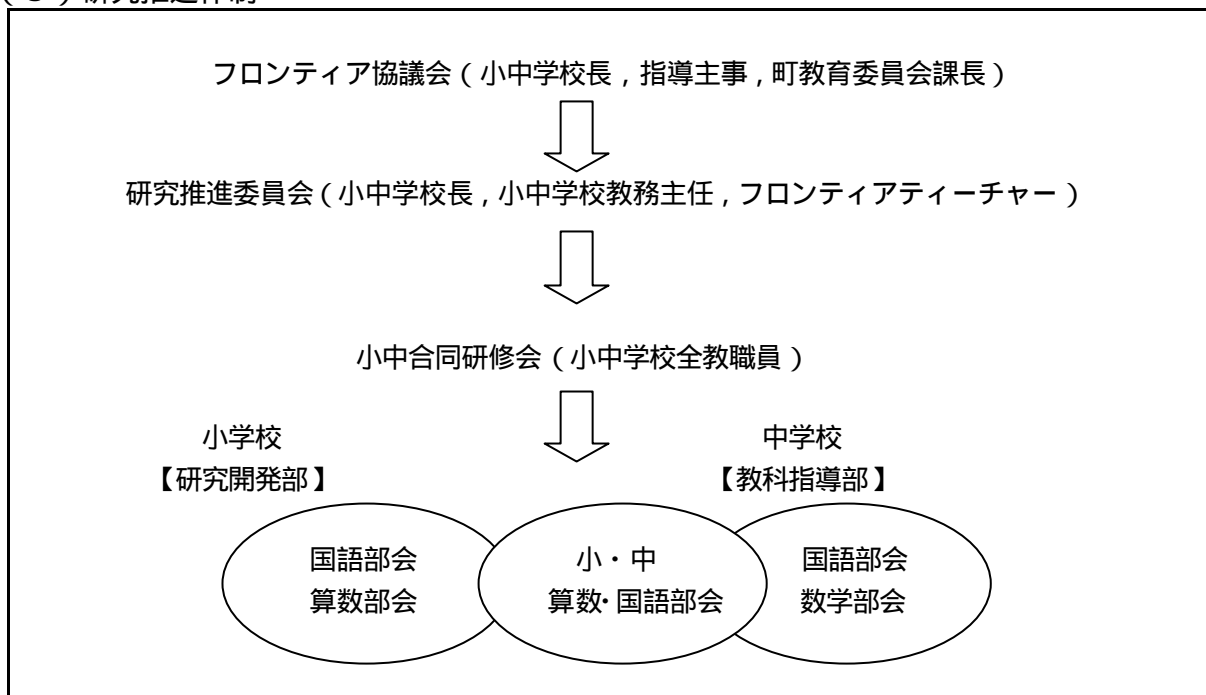 フロンティア協議会（小中学校長，指導主事，町教育委員会課長）
研究推進委員会（小中学校長，小中学校教務主任，フロンティアティーチャー）
小中合同研修会（小中学校全教職員）
小学校
【研究開発部】
中学校
【教科指導部】
国語部会
算数部会
小・中
算数・国語部会
国語部会
数学部会